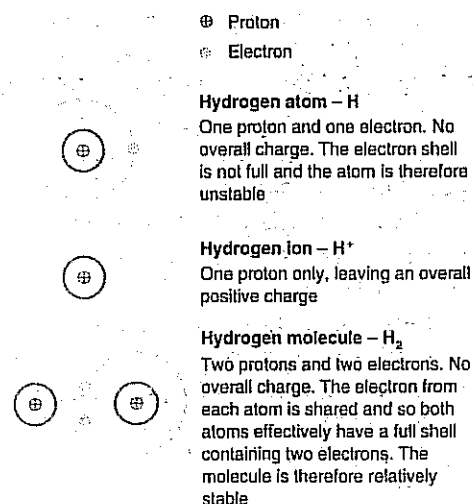 Proton
Electron
Hydrogen atom – H
One proton and one electron. No
overall charge. The electron shell
is not full and the atom is therefore
unstable
Hydrogen ion – H⁺
One proton only, leaving an overall
positive charge
Hydrogen molecule – H₂
Two protons and two electrons. No
overall charge. The electron from
each atom is shared and so both
atoms effectively have a full shell
containing two electrons. The
molecule is therefore relatively
stable